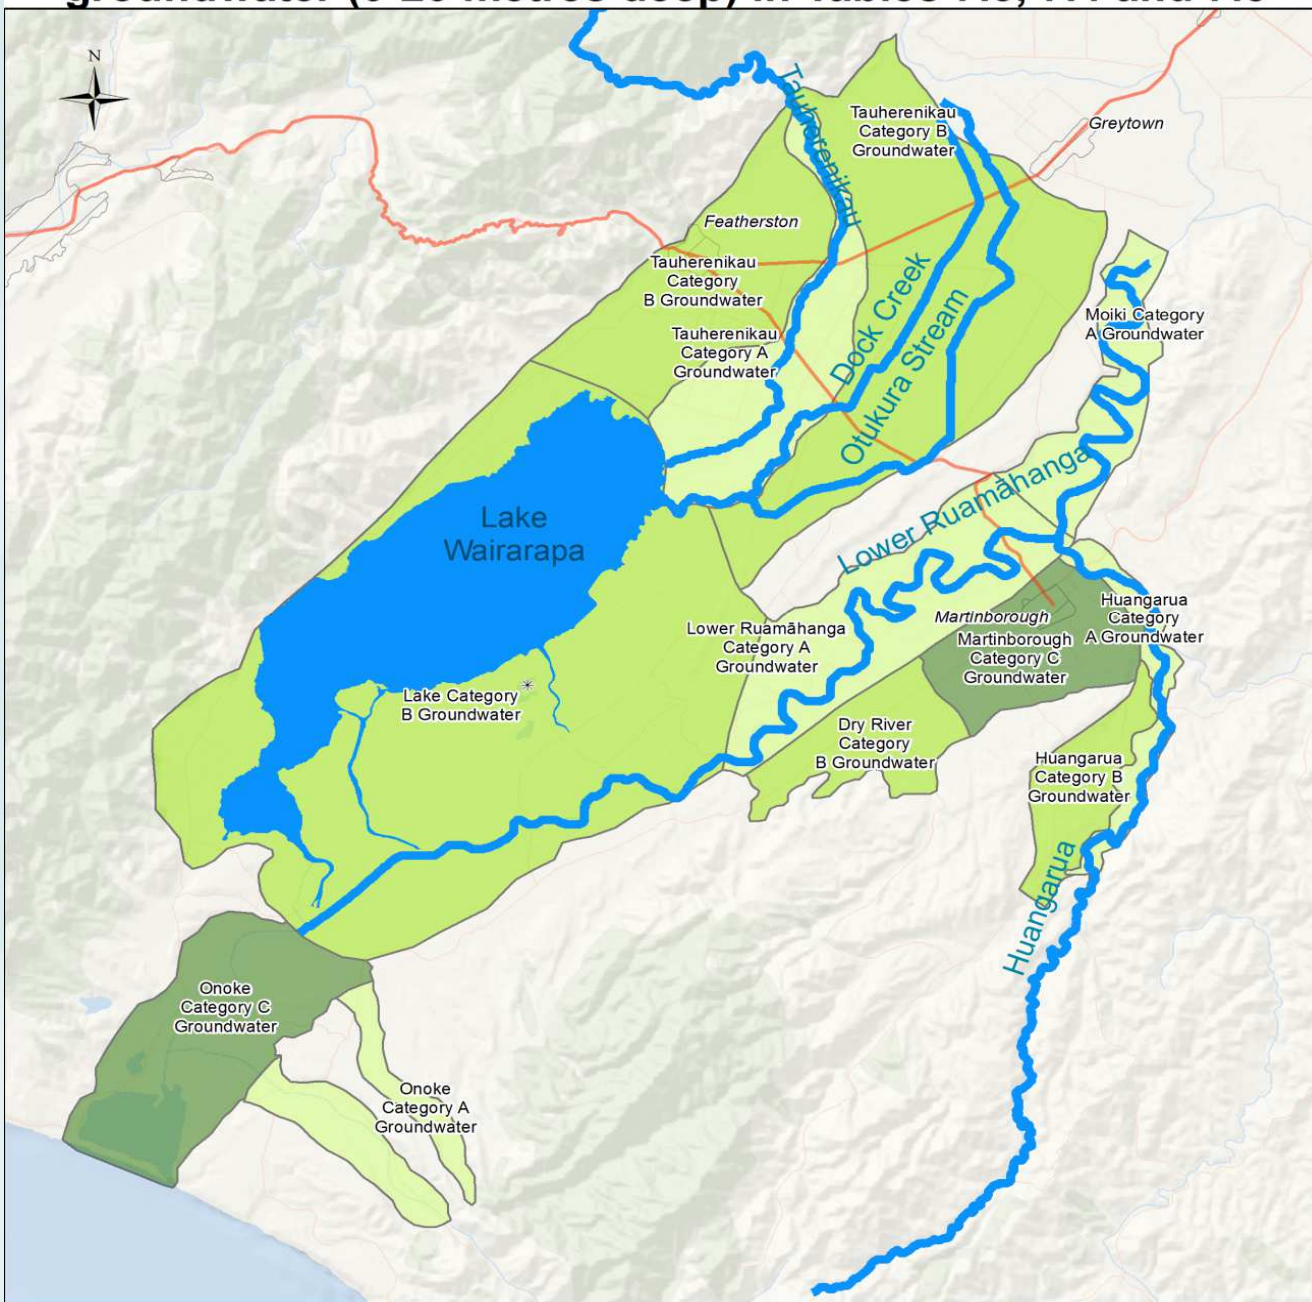 N
Tauherenikau
Tauherenikau
Category B
Groundwater
Greytown
Featherston
Tauherenikau
Category
B Groundwater
Tauherenikau
Category A
Groundwater
Dock Creek
Otukura Stream
Moiki Category
A Groundwater
Lower Ruamāhanga
Lake
Wairarapa
Lower Ruamāhanga
Category A
Groundwater
Martinborough
Martinborough
Category C
Groundwater
Huangarua
Category
A Groundwater
Lake Category
B Groundwater
Dry River
Category
B Groundwater
Huangarua
Category B
Groundwater
Huangarua
Onoke
Category C
Groundwater
Onoke
Category A
Groundwater